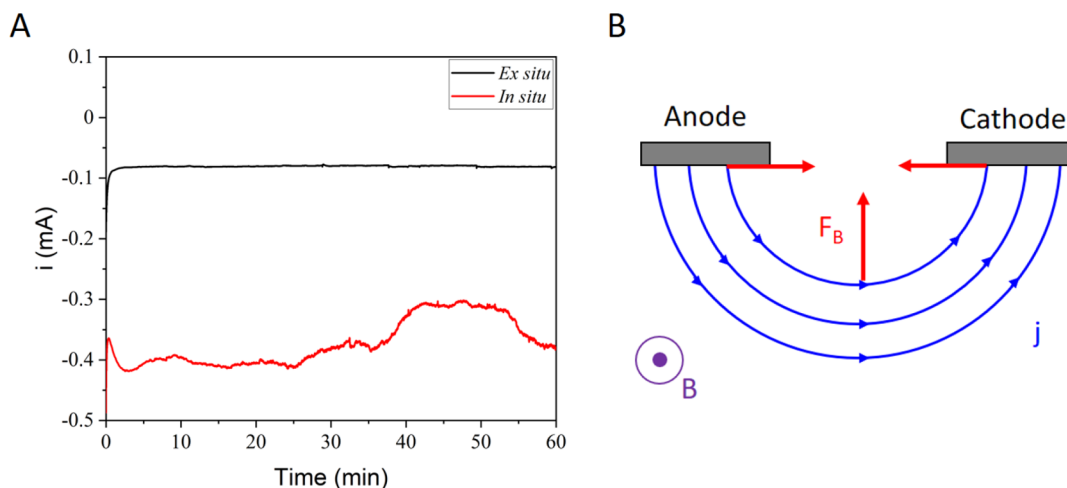 A
0.1
0
-0.1
-0.2
-0.3
-0.4
-0.5
i (mA)
Ex situ
In situ
0 10 20 30 40 50 60
Time (min)
B
Anode
Cathode
F_B
j
B